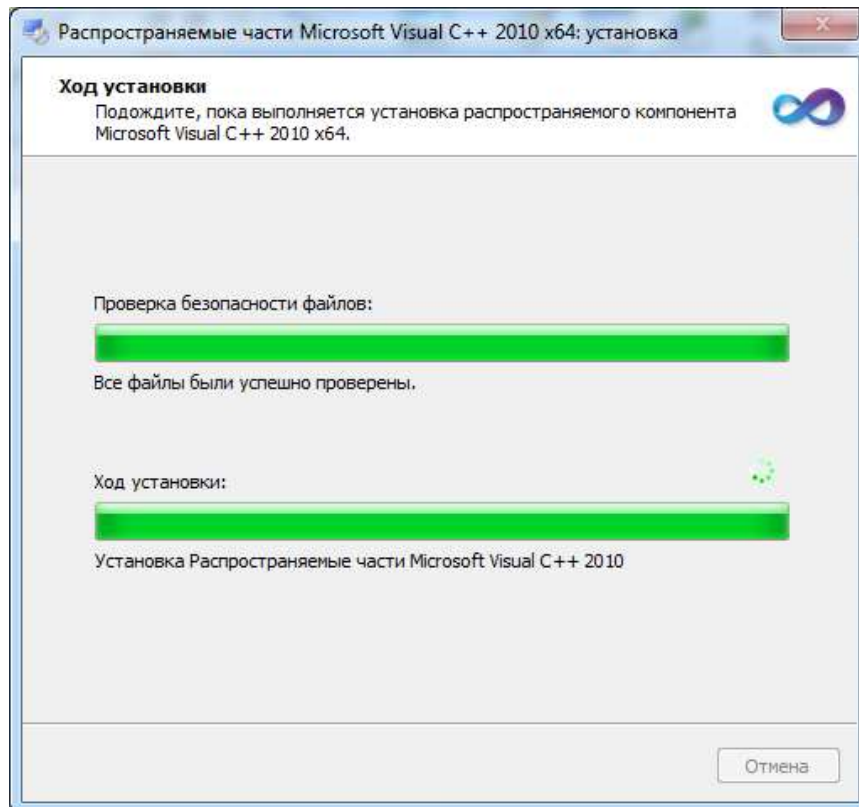 Распространяемые части Microsoft Visual C++ 2010 x64: установка
Ход установки
Подождите, пока выполняется установка распространяемого компонента
Microsoft Visual C++ 2010 x64.
Проверка безопасности файлов:
Все файлы были успешно проверены.
Ход установки:
Установка Распространяемые части Microsoft Visual C++ 2010
Отмена